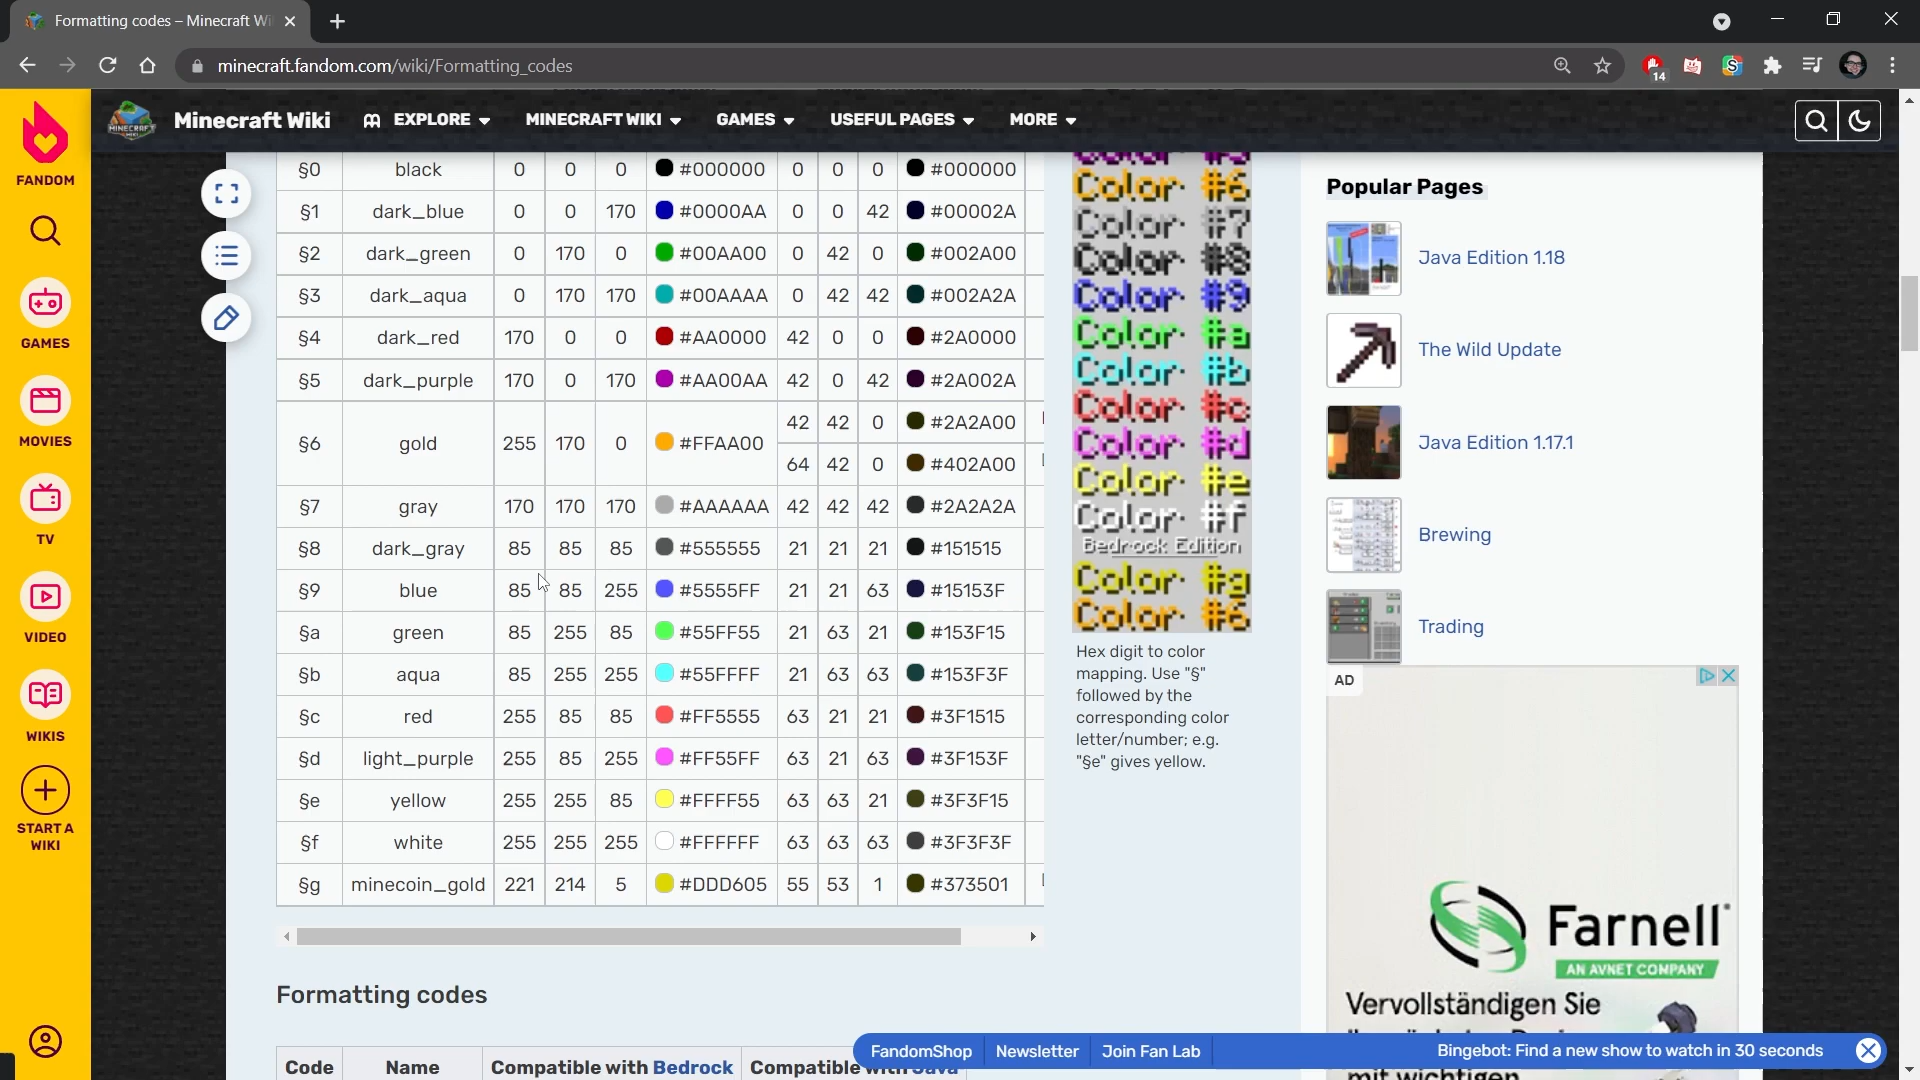 Formatting codes – Minecraft Wi
minecraft.fandom.com/wiki/Formatting_codes
14
FANDOM
GAMES
MOVIES
TV
VIDEO
WIKIS
START A
WIKI
MINECRAFT WIKI
Minecraft Wiki EXPLORE MINECRAFT WIKI GAMES USEFUL PAGES MORE
§0 black 0 0 0 #000000 0 0 0 #000000
§1 dark_blue 0 0 170 #0000AA 0 0 42 #00002A
§2 dark_green 0 170 0 #00AA00 0 42 0 #002A00
§3 dark_aqua 0 170 170 #00AAAA 0 42 42 #002A2A
§4 dark_red 170 0 0 #AA0000 42 0 0 #2A0000
§5 dark_purple 170 0 170 #AA00AA 42 0 42 #2A002A
§6 gold 255 170 0 #FFAA00 42 42 0 #2A2A00
64 42 0 #402A00
§7 gray 170 170 170 #AAAAAA 42 42 42 #2A2A2A
§8 dark_gray 85 85 85 #555555 21 21 21 #151515
§9 blue 85 85 255 #5555FF 21 21 63 #15153F
§a green 85 255 85 #55FF55 21 63 21 #153F15
§b aqua 85 255 255 #55FFFF 21 63 63 #153F3F
§c red 255 85 85 #FF5555 63 21 21 #3F1515
§d light_purple 255 85 255 #FF55FF 63 21 63 #3F153F
§e yellow 255 255 85 #FFFF55 63 63 21 #3F3F15
§f white 255 255 255 #FFFFFF 63 63 63 #3F3F3F
§g minecoin_gold 221 214 5 #DDD605 55 53 1 #373501
Formatting codes
Code Name Compatible with Bedrock Compatible with Java
Color #6
Color #7
Color #8
Color #9
Color #a
Color #b
Color #c
Color #d
Color #e
Color #f
Bedrock Edition
Color #g
Color #6
Hex digit to color
mapping. Use "§"
followed by the
corresponding color
letter/number; e.g.
"§e" gives yellow.
Popular Pages
Java Edition 1.18
The Wild Update
Java Edition 1.17.1
Brewing
Trading
AD
Farnell
AN AVNET COMPANY
Vervollständigen Sie
mit wichtigen
FandomShop Newsletter Join Fan Lab Bingebot: Find a new show to watch in 30 seconds